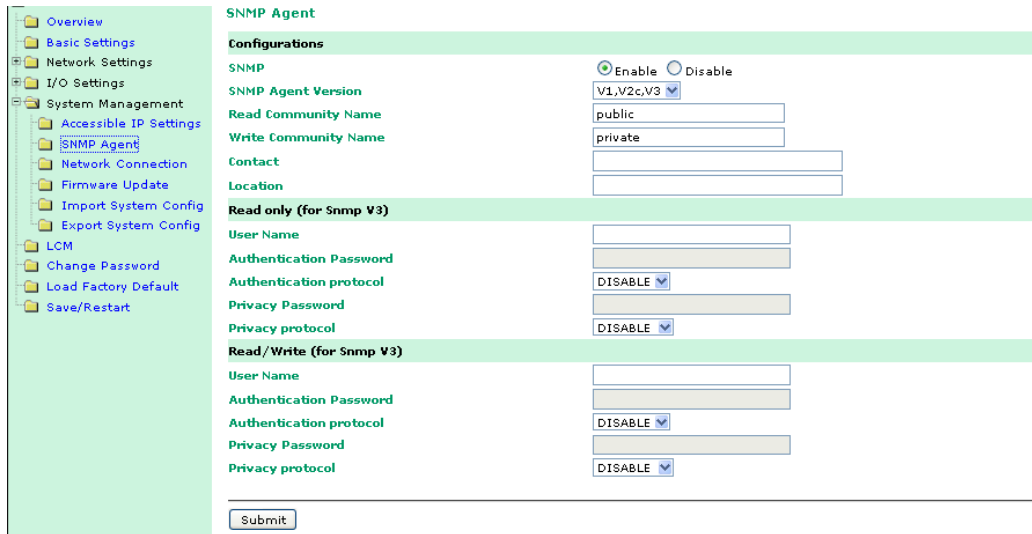 Overview
Basic Settings
Network Settings
I/O Settings
System Management
Accessible IP Settings
SNMP Agent
Network Connection
Firmware Update
Import System Config
Export System Config
LCM
Change Password
Load Factory Default
Save/Restart
SNMP Agent
Configurations
SNMP Enable Disable
SNMP Agent Version V1,V2c,V3
Read Community Name public
Write Community Name private
Contact
Location
Read only (for Snmp V3)
User Name
Authentication Password
Authentication protocol DISABLE
Privacy Password
Privacy protocol DISABLE
Read/Write (for Snmp V3)
User Name
Authentication Password
Authentication protocol DISABLE
Privacy Password
Privacy protocol DISABLE
Submit